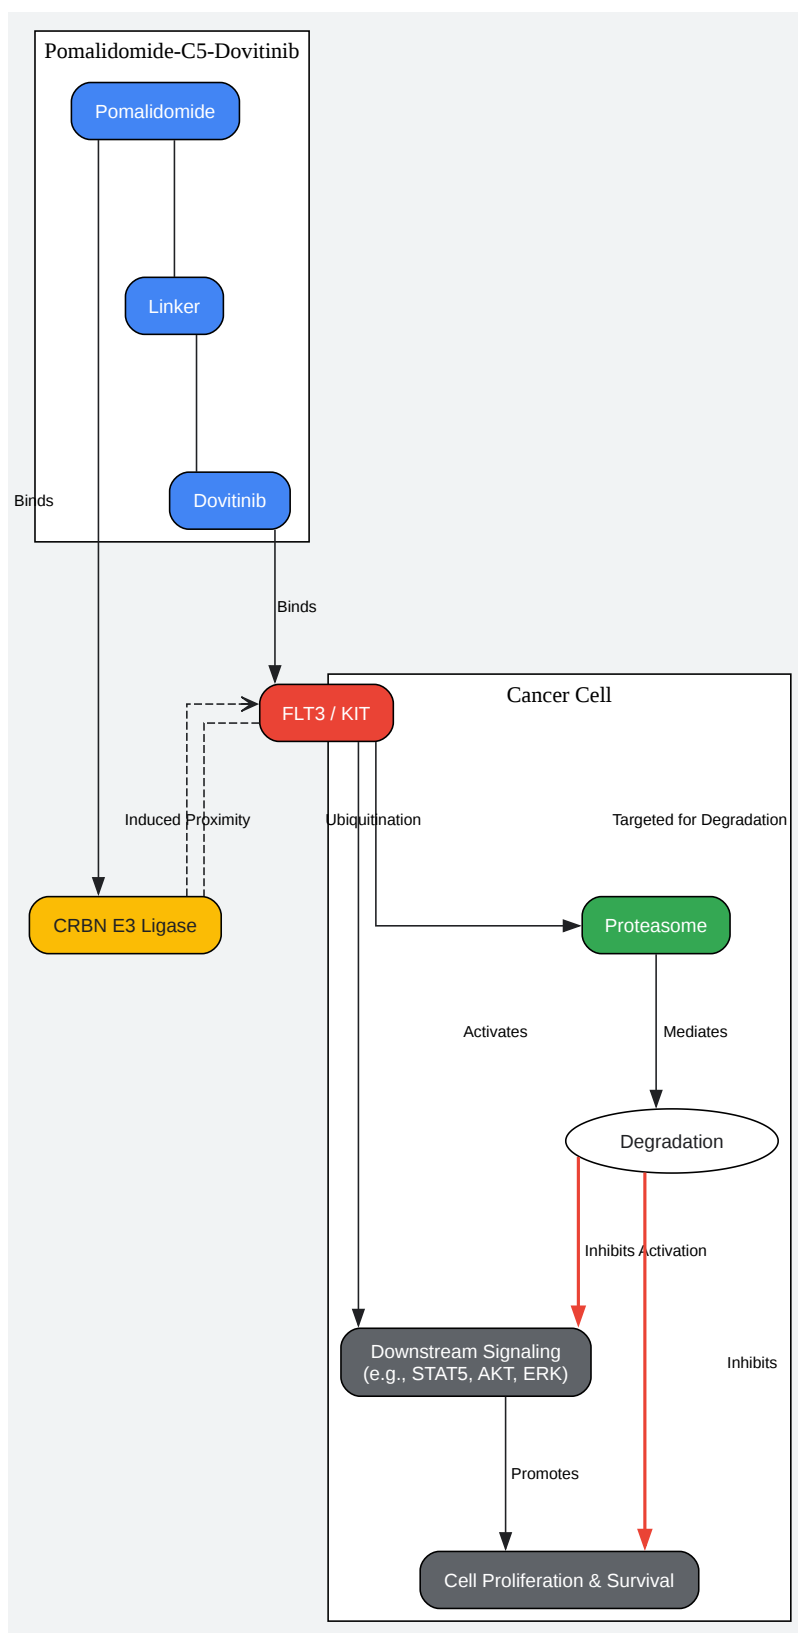 Pomalidomide-C5-Dovitinib
Pomalidomide
Linker
Binds
Dovitinib
Binds
Cancer Cell
FLT3 / KIT
Induced Proximity
Ubiquitination
Targeted for Degradation
CRBN E3 Ligase
Proteasome
Activates
Mediates
Degradation
Inhibits Activation
Downstream Signaling
(e.g., STAT5, AKT, ERK)
Inhibits
Promotes
Cell Proliferation & Survival